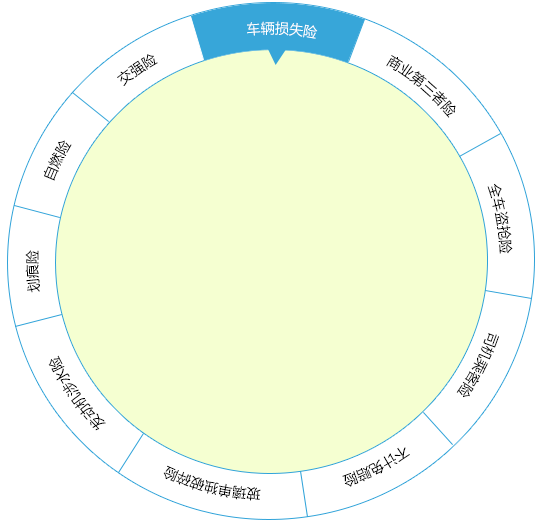 车辆损失险
商业第三者险
全车盗抢险
司机乘客险
不计免赔险
玻璃单独破碎险
发动机涉水险
划痕险
自燃险
交强险